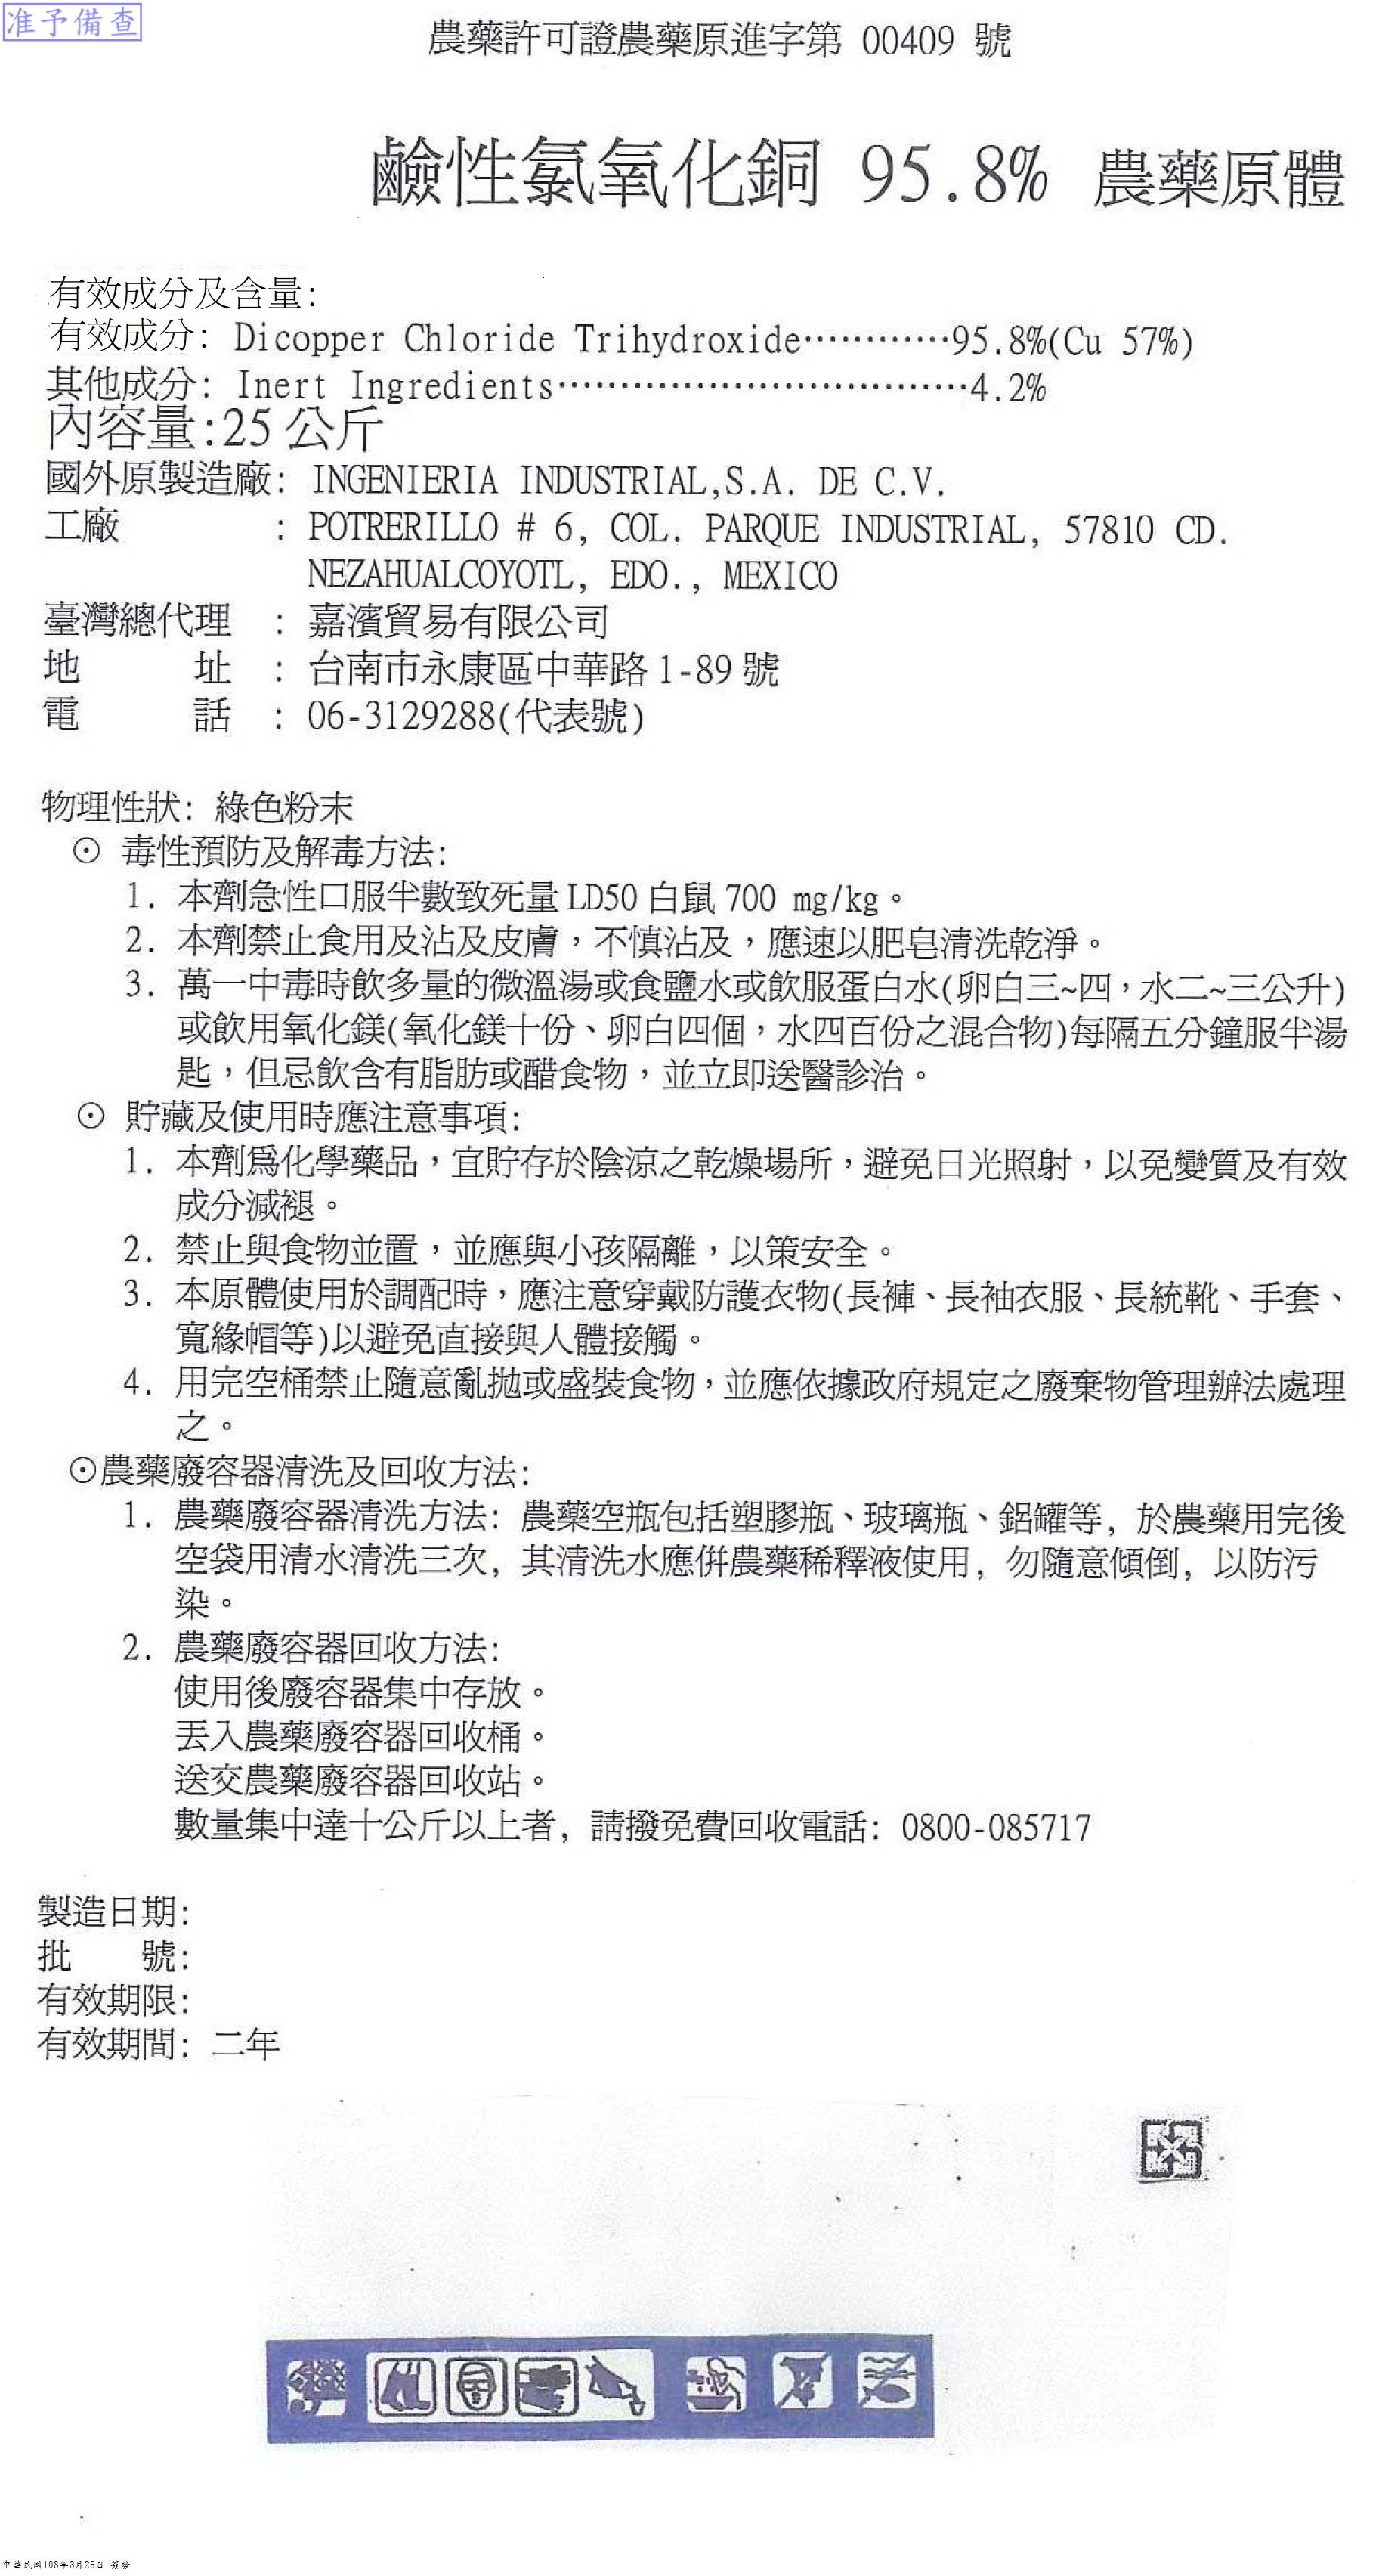 准予備查
農藥許可證農藥原進字第 00409 號
鹼性氯氧化銅 95.8% 農藥原體
有效成分及含量:
有效成分: Dicopper Chloride Trihydroxide…………95.8%(Cu 57%)
其他成分: Inert Ingredients……………………………4.2%
內容量:25公斤
國外原製造廠: INGENIERIA INDUSTRIAL,S.A. DE C.V.
工廠 : POTRERILLO # 6, COL. PARQUE INDUSTRIAL, 57810 CD.
NEZAHUALCOYOTL, EDO., MEXICO
臺灣總代理 : 嘉濱貿易有限公司
地 址 : 台南市永康區中華路1-89號
電 話 : 06-3129288(代表號)
物理性狀: 綠色粉末
⊙ 毒性預防及解毒方法:
1. 本劑急性口服半數致死量LD50白鼠700 mg/kg。
2. 本劑禁止食用及沾及皮膚，不慎沾及，應速以肥皂清洗乾淨。
3. 萬一中毒時飲多量的微溫湯或食鹽水或飲服蛋白水(卵白三~四，水二~三公升)
或飲用氧化鎂(氧化鎂十份、卵白四個，水四百份之混合物)每隔五分鐘服半湯
匙，但忌飲含有脂肪或醋食物，並立即送醫診治。
⊙ 貯藏及使用時應注意事項:
1. 本劑為化學藥品，宜貯存於陰涼之乾燥場所，避免日光照射，以免變質及有效
成分減褪。
2. 禁止與食物並置，並應與小孩隔離，以策安全。
3. 本原體使用於調配時，應注意穿戴防護衣物(長褲、長袖衣服、長統靴、手套、
寬緣帽等)以避免直接與人體接觸。
4. 用完空桶禁止隨意亂拋或盛裝食物，並應依據政府規定之廢棄物管理辦法處理
之。
⊙農藥廢容器清洗及回收方法:
1. 農藥廢容器清洗方法: 農藥空瓶包括塑膠瓶、玻璃瓶、鋁罐等, 於農藥用完後
空袋用清水清洗三次, 其清洗水應併農藥稀釋液使用, 勿隨意傾倒, 以防污
染。
2. 農藥廢容器回收方法:
使用後廢容器集中存放。
丟入農藥廢容器回收桶。
送交農藥廢容器回收站。
數量集中達十公斤以上者, 請撥免費回收電話: 0800-085717
製造日期:
批 號:
有效期限:
有效期間: 二年
中華民國108年3月26日 簽發